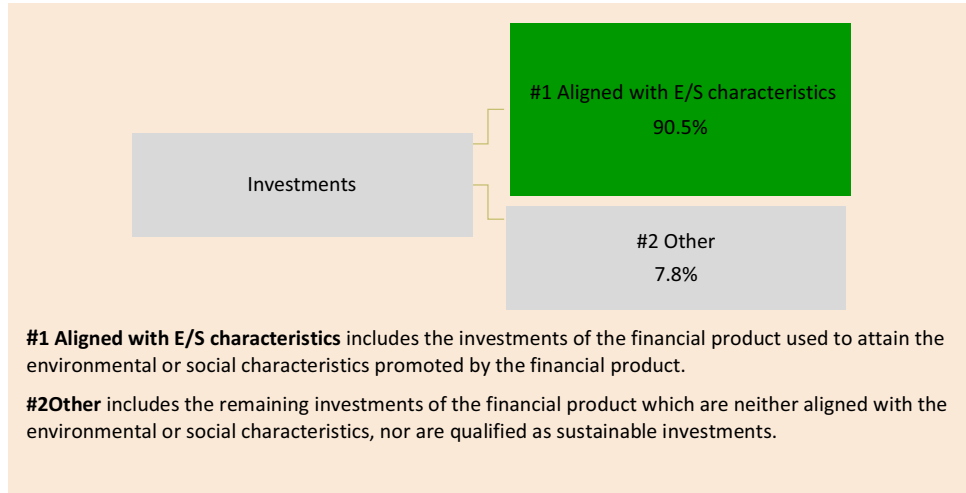 #1 Aligned with E/S characteristics
90.5%
Investments
#2 Other
7.8%
#1 Aligned with E/S characteristics includes the investments of the financial product used to attain the
environmental or social characteristics promoted by the financial product.
#2Other includes the remaining investments of the financial product which are neither aligned with the
environmental or social characteristics, nor are qualified as sustainable investments.